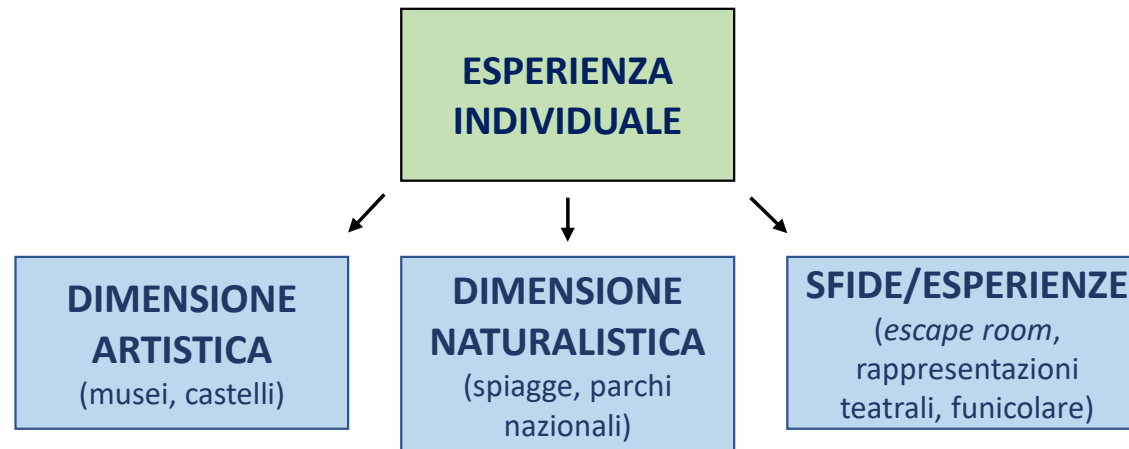 ESPERIENZA
INDIVIDUALE
DIMENSIONE
ARTISTICA
(musei, castelli)
DIMENSIONE
NATURALISTICA
(spiagge, parchi
nazionali)
SFIDE/ESPERIENZE
(escape room,
rappresentazioni
teatrali, funicolare)